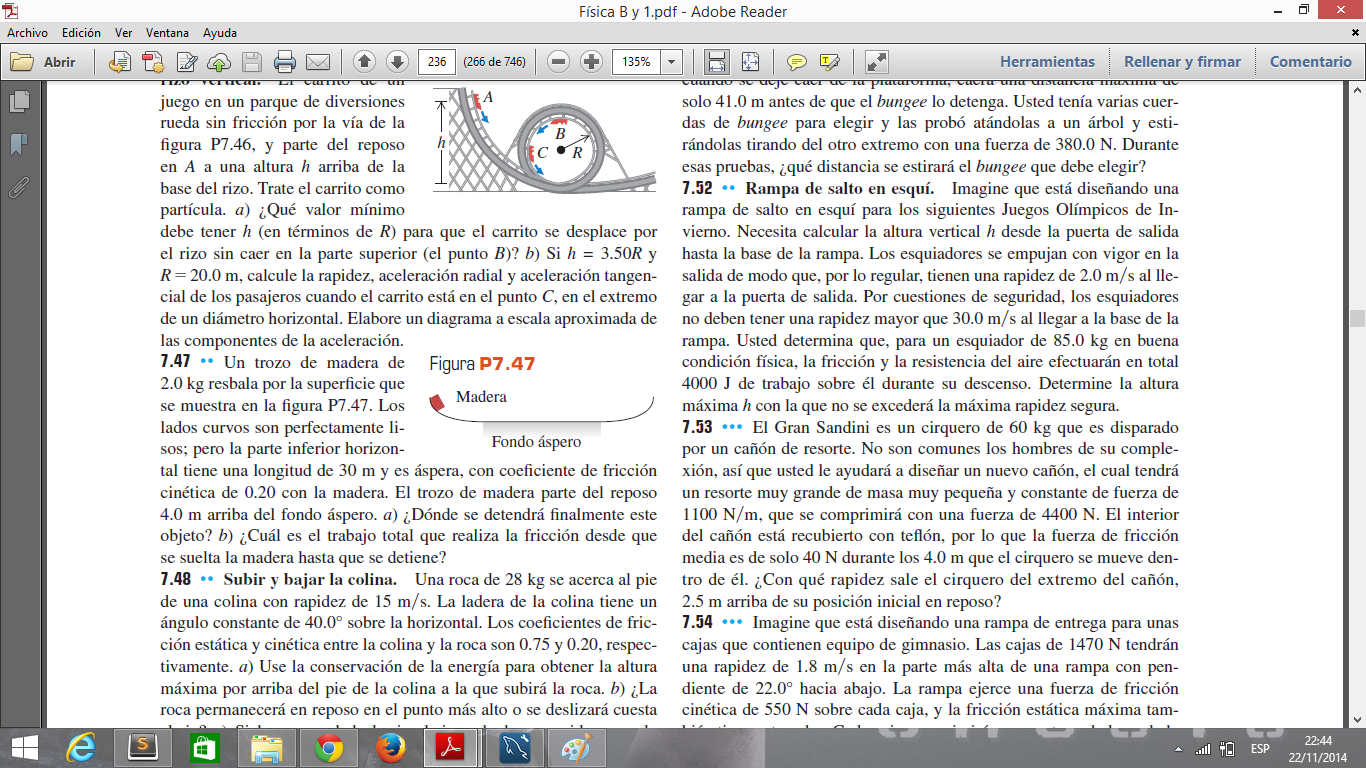 Física B y 1.pdf - Adobe Reader
Archivo Edición Ver Ventana Ayuda
Abrir
236 (266 de 746)
135%
Herramientas Rellenar y firmar Comentario
rizo vertical. El carrito de un
juego en un parque de diversiones
rueda sin fricción por la vía de la
figura P7.46, y parte del reposo
en A a una altura h arriba de la
base del rizo. Trate el carrito como
partícula. a) ¿Qué valor mínimo
debe tener h (en términos de R) para que el carrito se desplace por
el rizo sin caer en la parte superior (el punto B)? b) Si h = 3.50R y
R = 20.0 m, calcule la rapidez, aceleración radial y aceleración tangen-
cial de los pasajeros cuando el carrito está en el punto C, en el extremo
de un diámetro horizontal. Elabore un diagrama a escala aproximada de
las componentes de la aceleración.
A
h
B
C
R
7.47 •• Un trozo de madera de
2.0 kg resbala por la superficie que
se muestra en la figura P7.47. Los
lados curvos son perfectamente li-
sos; pero la parte inferior horizon-
tal tiene una longitud de 30 m y es áspera, con coeficiente de fricción
cinética de 0.20 con la madera. El trozo de madera parte del reposo
4.0 m arriba del fondo áspero. a) ¿Dónde se detendrá finalmente este
objeto? b) ¿Cuál es el trabajo total que realiza la fricción desde que
se suelta la madera hasta que se detiene?
Figura P7.47
Madera
Fondo áspero
7.48 •• Subir y bajar la colina. Una roca de 28 kg se acerca al pie
de una colina con rapidez de 15 m/s. La ladera de la colina tiene un
ángulo constante de 40.0° sobre la horizontal. Los coeficientes de fric-
ción estática y cinética entre la colina y la roca son 0.75 y 0.20, respec-
tivamente. a) Use la conservación de la energía para obtener la altura
máxima por arriba del pie de la colina a la que subirá la roca. b) ¿La
roca permanecerá en reposo en el punto más alto o se deslizará cuesta
cuando se deje caer de la plataforma, caerá una distancia máxima de
solo 41.0 m antes de que el bungee lo detenga. Usted tenía varias cuer-
das de bungee para elegir y las probó atándolas a un árbol y esti-
rándolas tirando del otro extremo con una fuerza de 380.0 N. Durante
esas pruebas, ¿qué distancia se estirará el bungee que debe elegir?
7.52 •• Rampa de salto en esquí. Imagine que está diseñando una
rampa de salto en esquí para los siguientes Juegos Olímpicos de In-
vierno. Necesita calcular la altura vertical h desde la puerta de salida
hasta la base de la rampa. Los esquiadores se empujan con vigor en la
salida de modo que, por lo regular, tienen una rapidez de 2.0 m/s al lle-
gar a la puerta de salida. Por cuestiones de seguridad, los esquiadores
no deben tener una rapidez mayor que 30.0 m/s al llegar a la base de la
rampa. Usted determina que, para un esquiador de 85.0 kg en buena
condición física, la fricción y la resistencia del aire efectuarán en total
4000 J de trabajo sobre él durante su descenso. Determine la altura
máxima h con la que no se excederá la máxima rapidez segura.
7.53 ••• El Gran Sandini es un cirquero de 60 kg que es disparado
por un cañón de resorte. No son comunes los hombres de su comple-
xión, así que usted le ayudará a diseñar un nuevo cañón, el cual tendrá
un resorte muy grande de masa muy pequeña y constante de fuerza de
1100 N/m, que se comprimirá con una fuerza de 4400 N. El interior
del cañón está recubierto con teflón, por lo que la fuerza de fricción
media es de solo 40 N durante los 4.0 m que el cirquero se mueve den-
tro de él. ¿Con qué rapidez sale el cirquero del extremo del cañón,
2.5 m arriba de su posición inicial en reposo?
7.54 ••• Imagine que está diseñando una rampa de entrega para unas
cajas que contienen equipo de gimnasio. Las cajas de 1470 N tendrán
una rapidez de 1.8 m/s en la parte más alta de una rampa con pen-
diente de 22.0° hacia abajo. La rampa ejerce una fuerza de fricción
cinética de 550 N sobre cada caja, y la fricción estática máxima tam-
ESP
22:44
22/11/2014